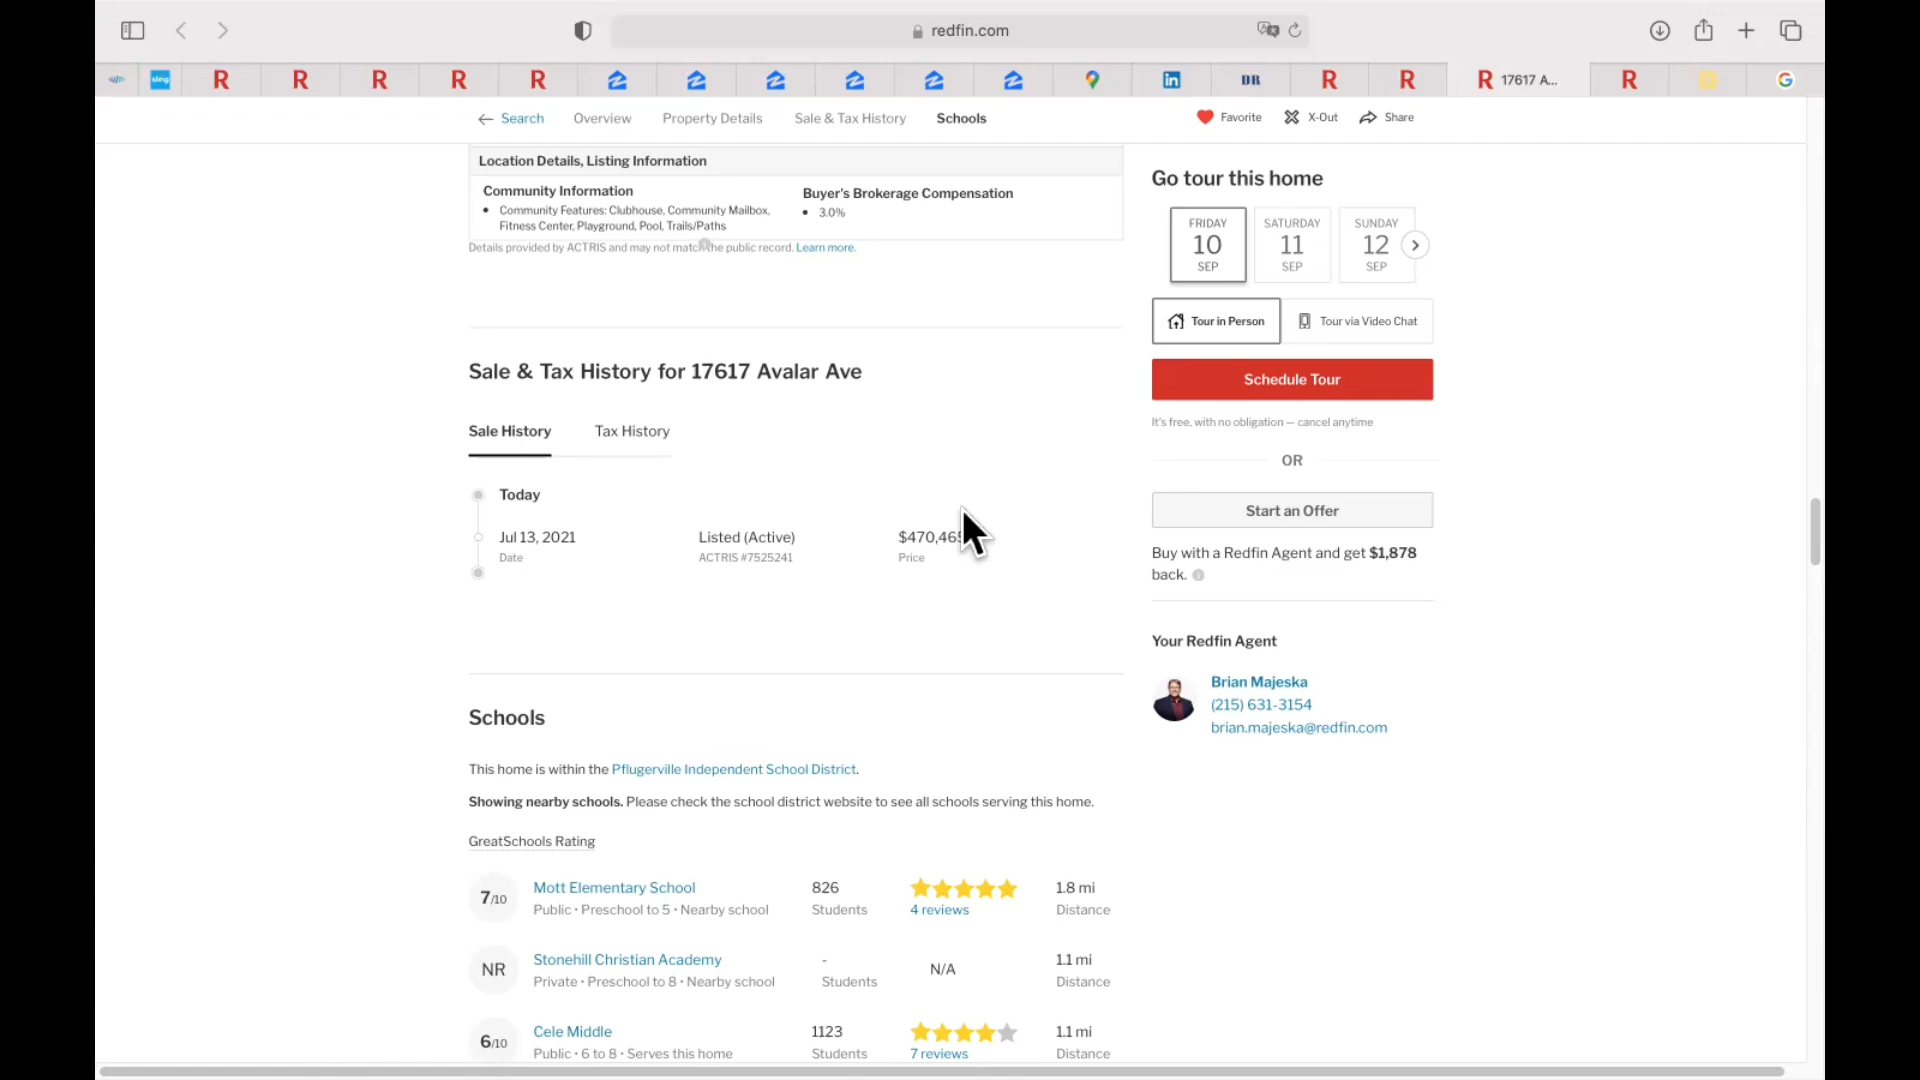 redfin.com
sling
R
R
R
R
R
Z
Z
Z
Z
Z
Z
in
DR
R
R
R 17617 A...
R
G
Search
Overview
Property Details
Sale & Tax History
Schools
Favorite
X-Out
Share
Location Details, Listing Information
Community Information
• Community Features: Clubhouse, Community Mailbox,
Fitness Center, Playground, Pool, Trails/Paths
Buyer's Brokerage Compensation
• 3.0%
Details provided by ACTRIS and may not match the public record. Learn more.
Sale & Tax History for 17617 Avalar Ave
Sale History
Tax History
Today
Jul 13, 2021
Date
Listed (Active)
ACTRIS #7525241
Price
Schools
This home is within the Pflugerville Independent School District.
Showing nearby schools. Please check the school district website to see all schools serving this home.
GreatSchools Rating
7/10
Mott Elementary School
Public • Preschool to 5 • Nearby school
826
Students
4 reviews
1.8 mi
Distance
NR
Stonehill Christian Academy
Private • Preschool to 8 • Nearby school
-
Students
N/A
1.1 mi
Distance
6/10
Cele Middle
Public • 6 to 8 • Serves this home
1123
Students
7 reviews
1.1 mi
Distance
Go tour this home
FRIDAY
10
SEP
SATURDAY
11
SEP
SUNDAY
12
SEP
Tour in Person
Tour via Video Chat
Schedule Tour
It's free, with no obligation — cancel anytime
OR
Start an Offer
Buy with a Redfin Agent and get $1,878
back.
Your Redfin Agent
Brian Majeska
(215) 631-3154
brian.majeska@redfin.com